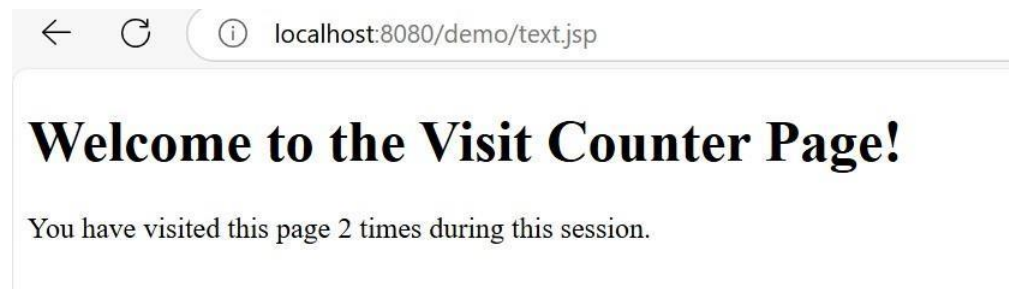 localhost:8080/demo/text.jsp
Welcome to the Visit Counter Page!
You have visited this page 2 times during this session.